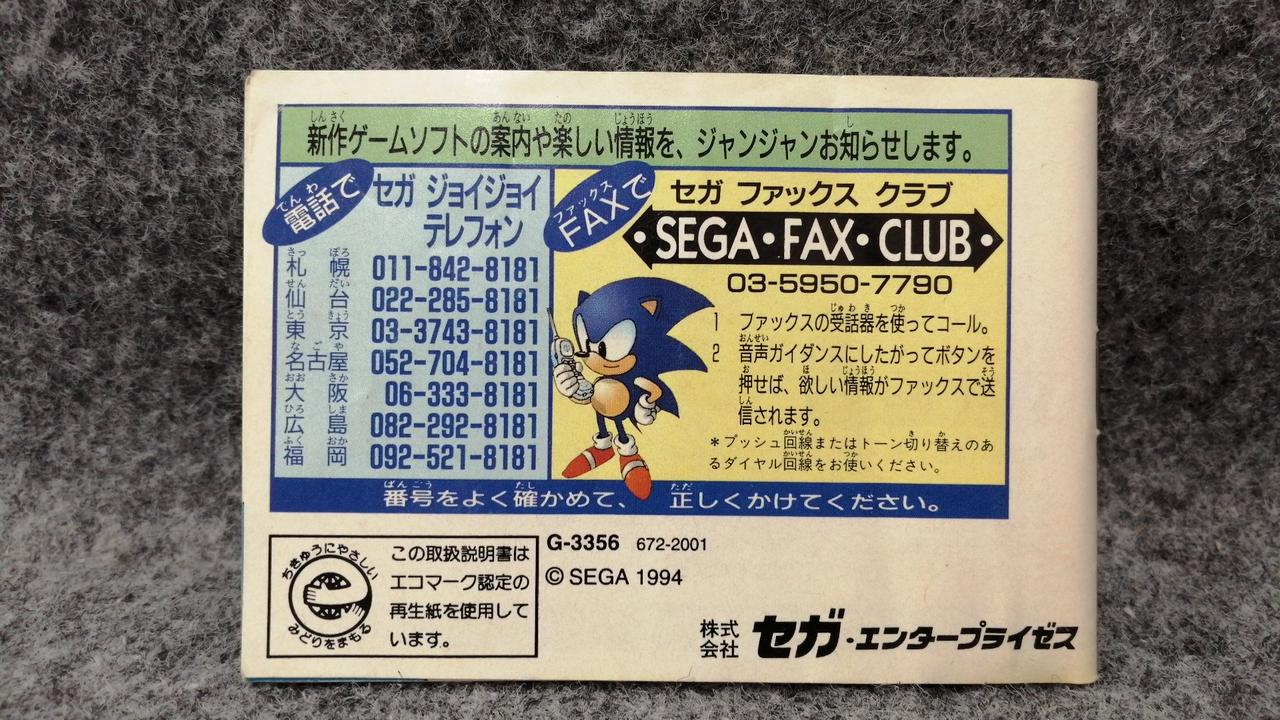 新作ゲームソフトの案内や楽しい情報を、ジャンジャンお知らせします。
電話で
セガ ジョイジョイ
テレフォン
札幌 011-842-8181
仙台 022-285-8181
東京 03-3743-8181
名古屋 052-704-8181
大阪 06-333-8181
広島 082-292-8181
福岡 092-521-8181
FAXで
セガ ファックス クラブ
・SEGA・FAX・CLUB・
03-5950-7790
1 ファックスの受話器を使ってコール。
2 音声ガイダンスにしたがってボタンを
押せば、欲しい情報がファックスで送
信されます。
*プッシュ回線またはトーン切り替えのあ
るダイヤル回線をお使いください。
番号をよく確かめて、 正しくかけてください。
ちきゅうにやさしい
みどりをまもる
この取扱説明書は
エコマーク認定の
再生紙を使用して
います。
G-3356 672-2001
© SEGA 1994
株式会社 セガ・エンタープライゼス